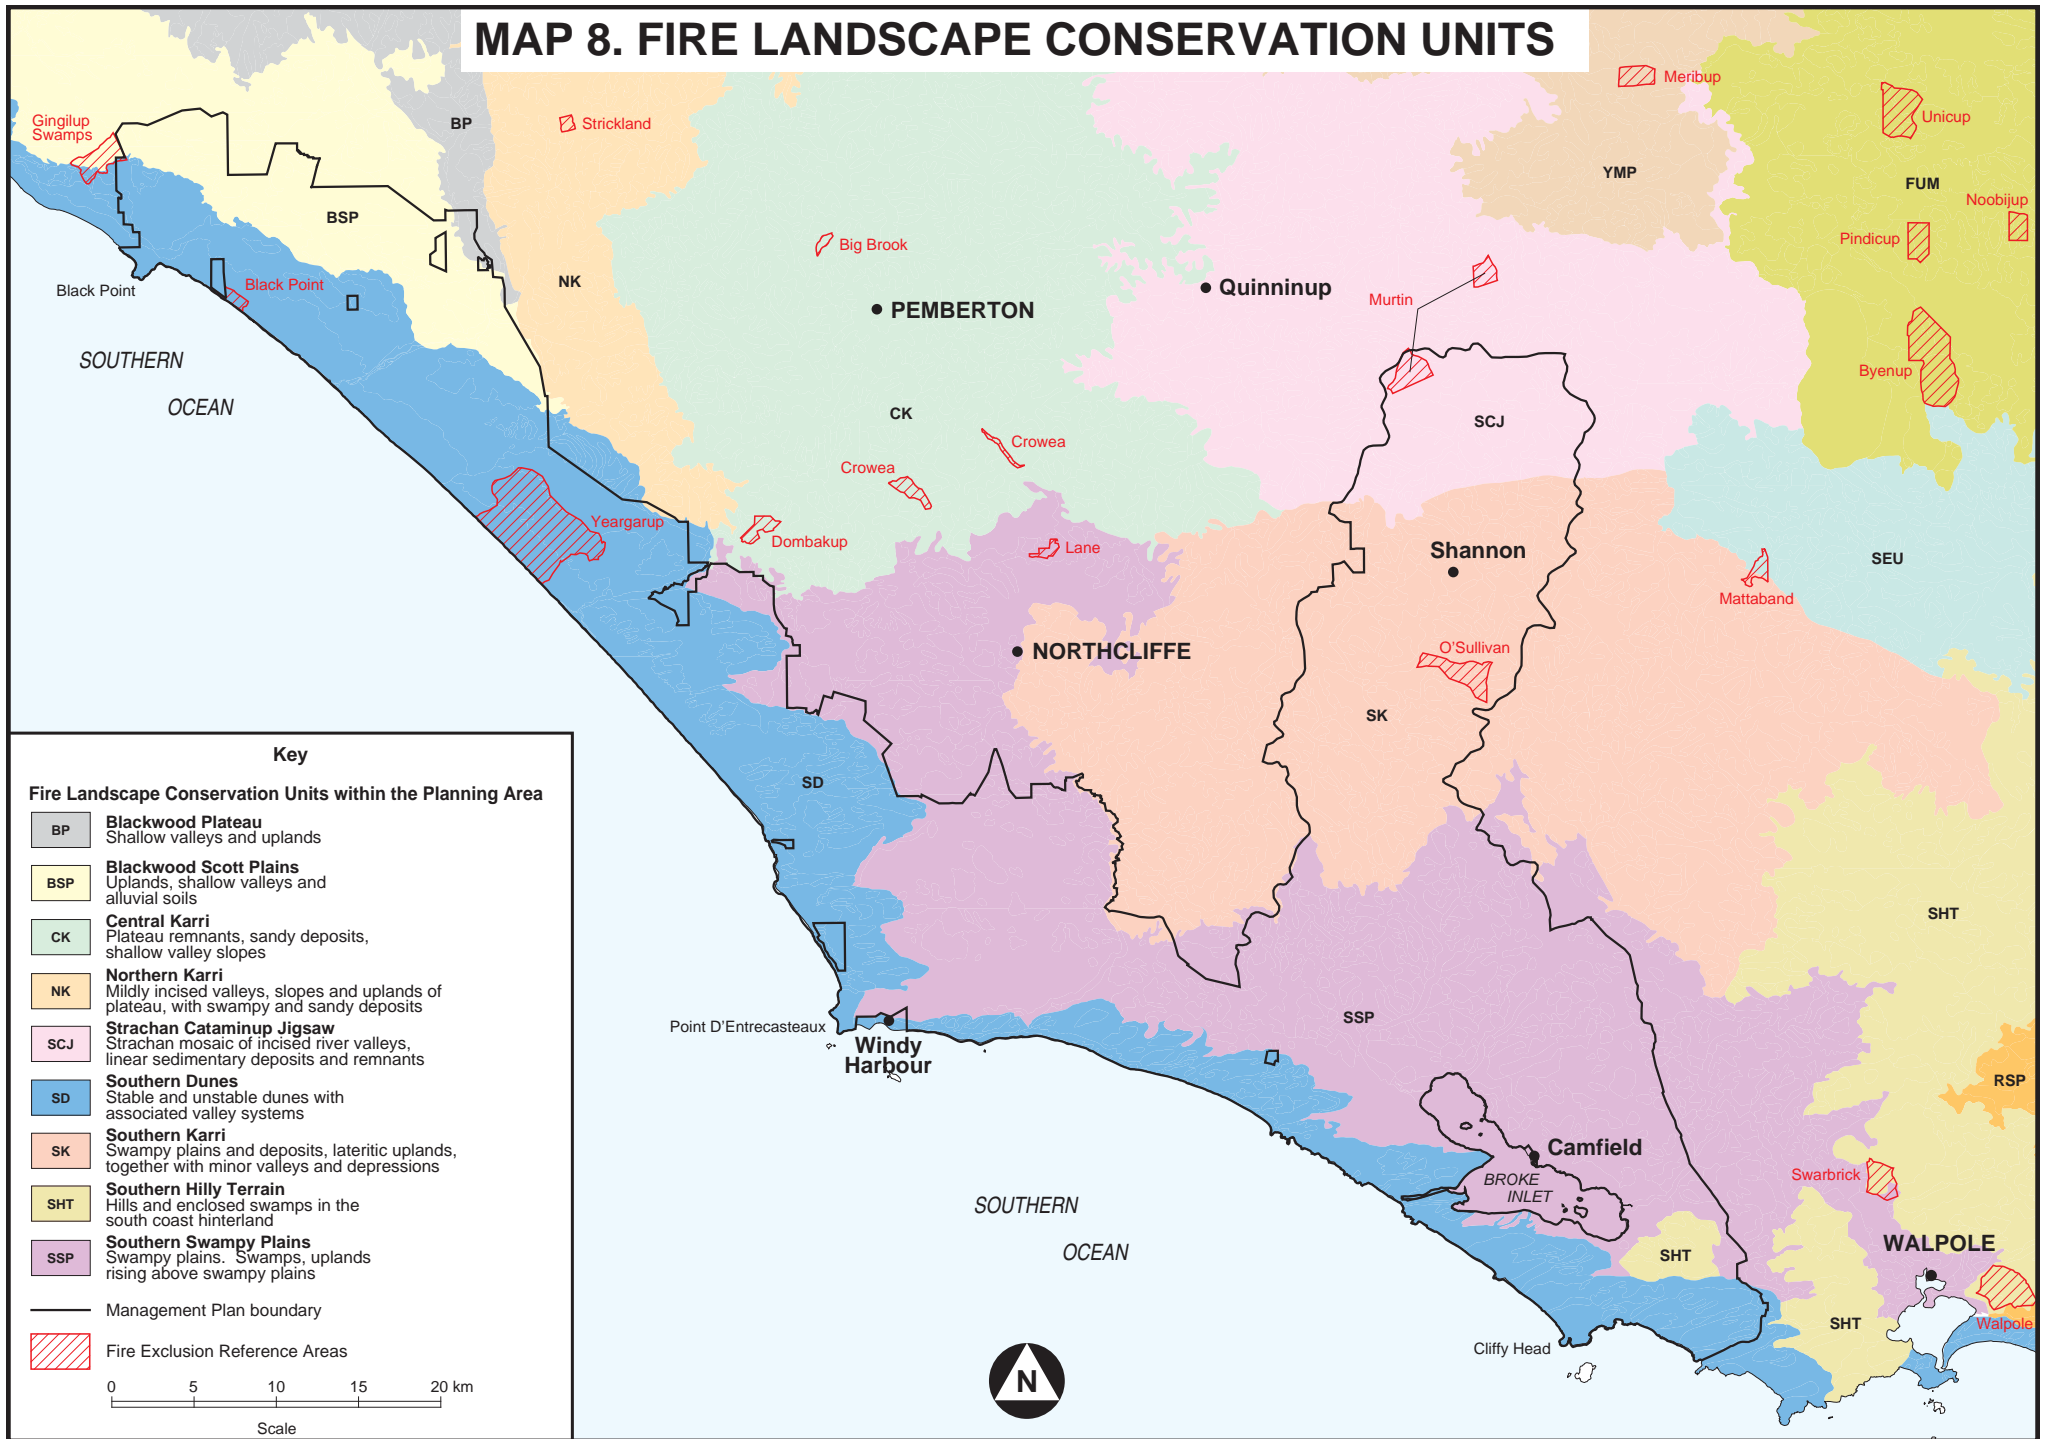 MAP 8. FIRE LANDSCAPE CONSERVATION UNITS
Meribup
Gingilup
Swamps
BP
Strickland
Unicup
YMP
FUM
Noobijup
BSP
Pindicup
Big Brook
NK
Black Point
Black Point
Quinninup
Murtin
PEMBERTON
SOUTHERN
OCEAN
Byenup
CK
SCJ
Crowea
Crowea
Yeargarup
Dombakup
Lane
Shannon
SEU
Mattaband
NORTHCLIFFE
O'Sullivan
SK
SD
SHT
Point D'Entrecasteaux
SSP
Windy
Harbour
RSP
Camfield
BROKE
INLET
Swarbrick
SOUTHERN
OCEAN
WALPOLE
SHT
SHT
Walpole
Cliffy Head
N
Key
Fire Landscape Conservation Units within the Planning Area
BP
Blackwood Plateau
Shallow valleys and uplands
BSP
Blackwood Scott Plains
Uplands, shallow valleys and
alluvial soils
CK
Central Karri
Plateau remnants, sandy deposits,
shallow valley slopes
NK
Northern Karri
Mildly incised valleys, slopes and uplands of
plateau, with swampy and sandy deposits
SCJ
Strachan Cataminup Jigsaw
Strachan mosaic of incised river valleys,
linear sedimentary deposits and remnants
SD
Southern Dunes
Stable and unstable dunes with
associated valley systems
SK
Southern Karri
Swampy plains and deposits, lateritic uplands,
together with minor valleys and depressions
SHT
Southern Hilly Terrain
Hills and enclosed swamps in the
south coast hinterland
SSP
Southern Swampy Plains
Swampy plains. Swamps, uplands
rising above swampy plains
Management Plan boundary
Fire Exclusion Reference Areas
0 5 10 15 20 km
Scale